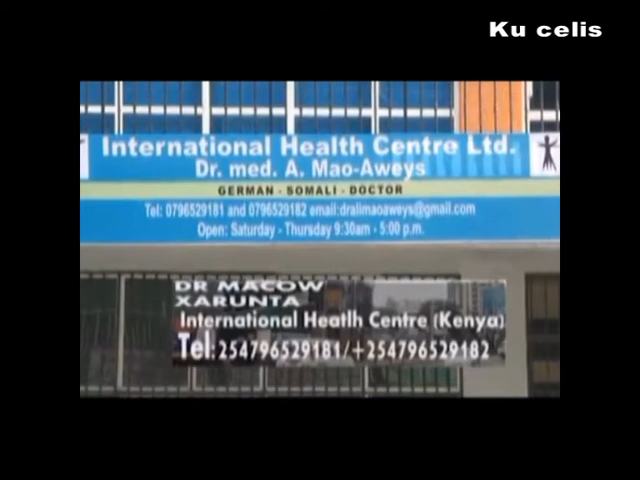 Ku celis
International Health Centre Ltd.
Dr. med. A. Mao-Aweys
GERMAN - SOMALI - DOCTOR
Tel: 0796529181 and 0796529182 email:dralimaoaweys@gmail.com
Open: Saturday - Thursday 9:30am - 5:00 p.m.
DR MACOW
XARUNTA
International Heatlh Centre (Kenya)
Tel:254796529181/+254796529182